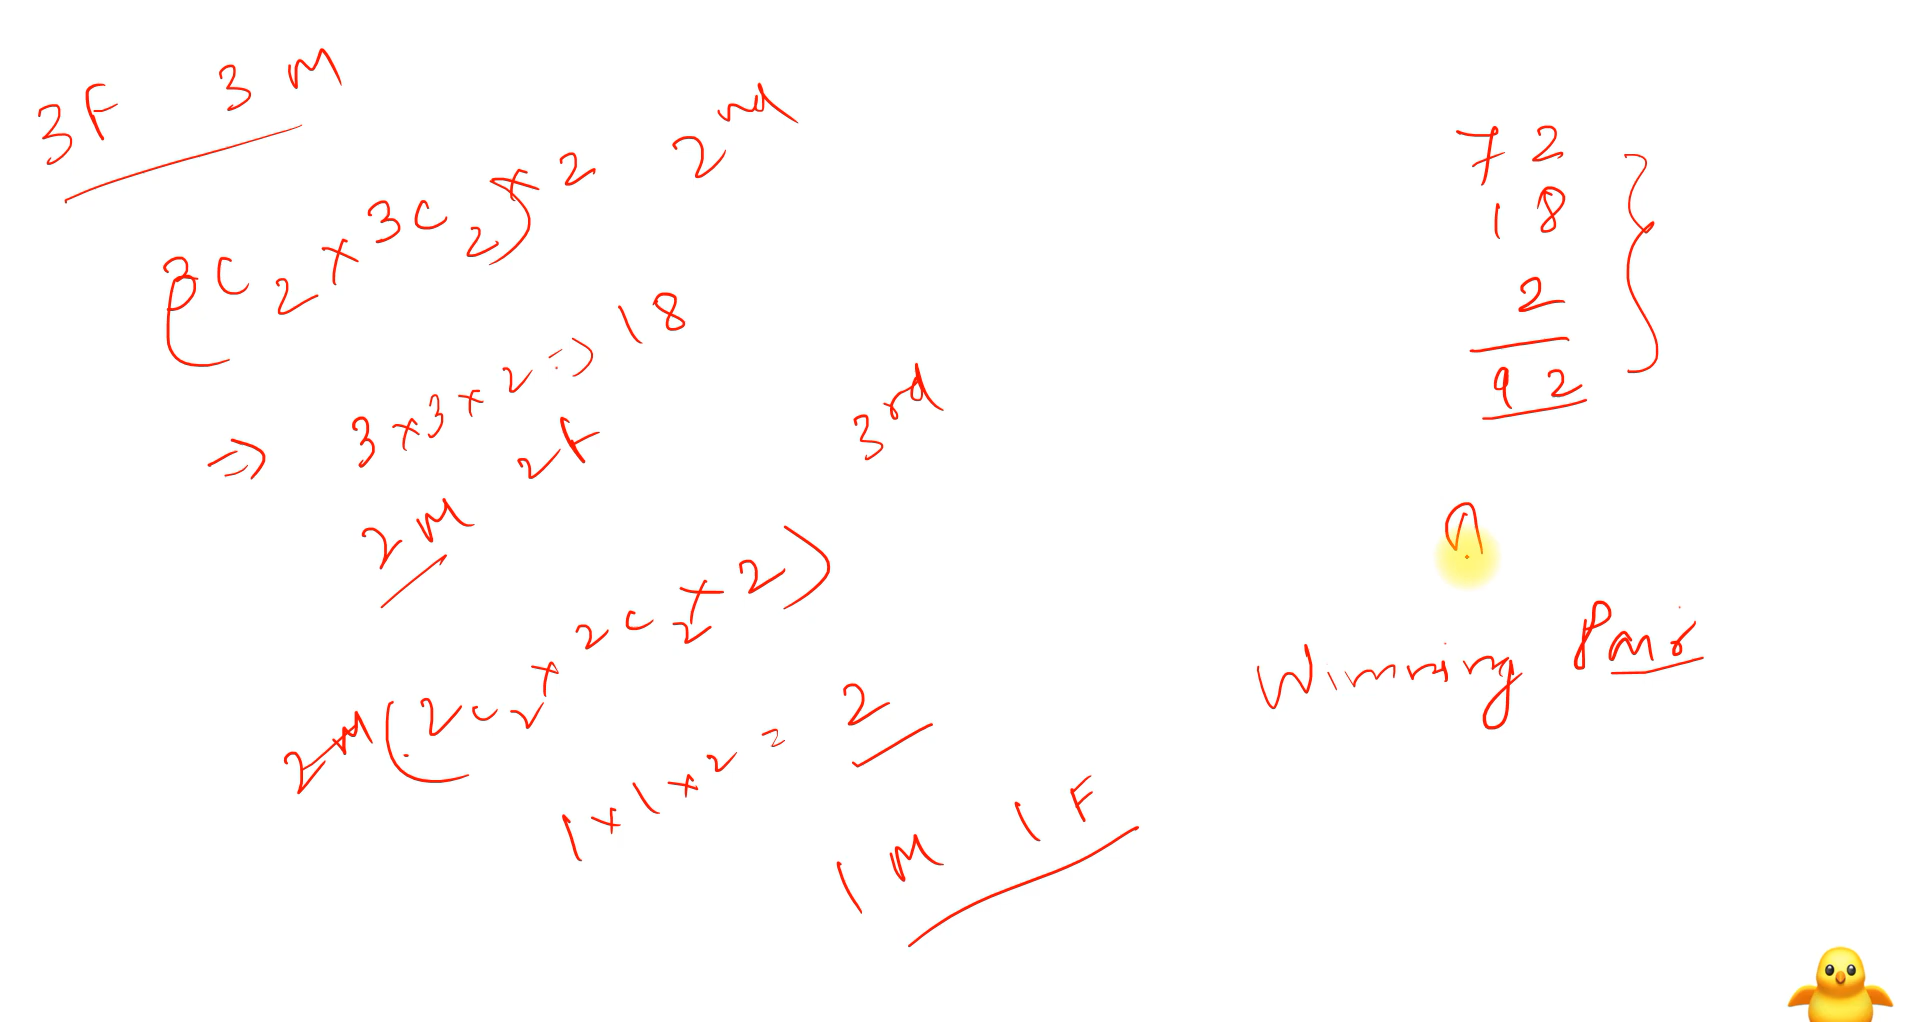 3F 3M
(3C2 × 3C2) × 2 2nd
⇒ 3 × 3 × 2 ⇒ 18
2M 2F 3rd
2M (2C2 × 2C2 × 2)
1 × 1 × 2 = 2
1M 1F
72
18
2
92
Winning Pair